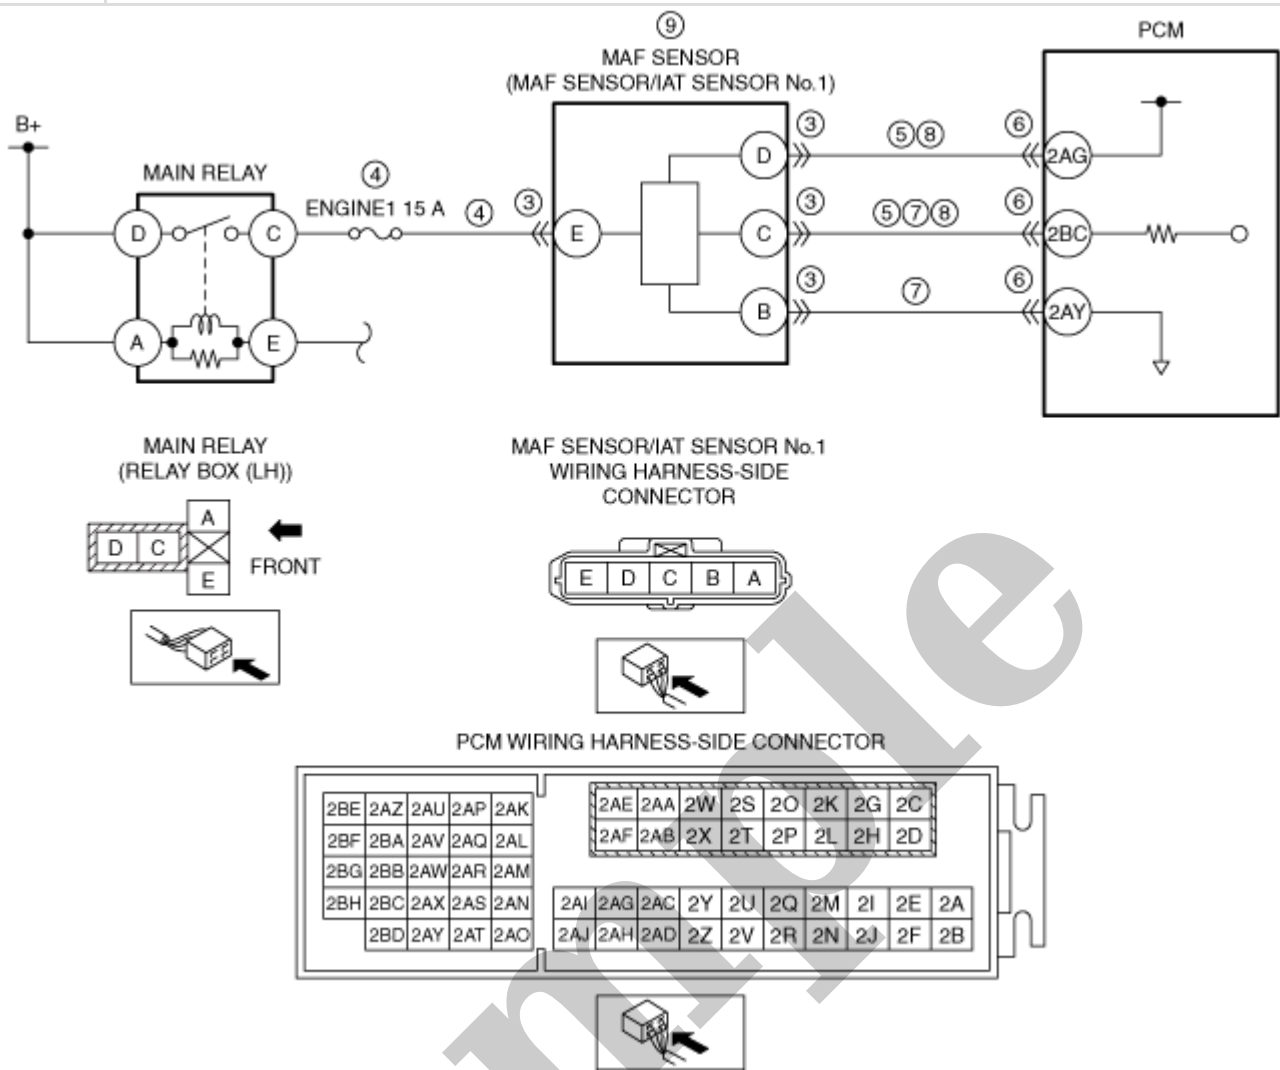 ⑨
MAF SENSOR
(MAF SENSOR/IAT SENSOR No.1)
PCM
B+
MAIN RELAY
④
ENGINE1 15 A
④
③
③
⑤⑧
⑥
D
2AG
D
C
E
③
⑤⑦⑧
⑥
C
2BC
③
⑦
⑥
B
2AY
A
E
MAIN RELAY
(RELAY BOX (LH))
A
D C
E
FRONT
MAF SENSOR/IAT SENSOR No.1
WIRING HARNESS-SIDE
CONNECTOR
E D C B A
PCM WIRING HARNESS-SIDE CONNECTOR
2BE 2AZ 2AU 2AP 2AK
2BF 2BA 2AV 2AQ 2AL
2BG 2BB 2AW 2AR 2AM
2BH 2BC 2AX 2AS 2AN
2BD 2AY 2AT 2AO
2AE 2AA 2W 2S 2O 2K 2G 2C
2AF 2AB 2X 2T 2P 2L 2H 2D
2AI 2AG 2AC 2Y 2U 2Q 2M 2I 2E 2A
2AJ 2AH 2AD 2Z 2V 2R 2N 2J 2F 2B
mple